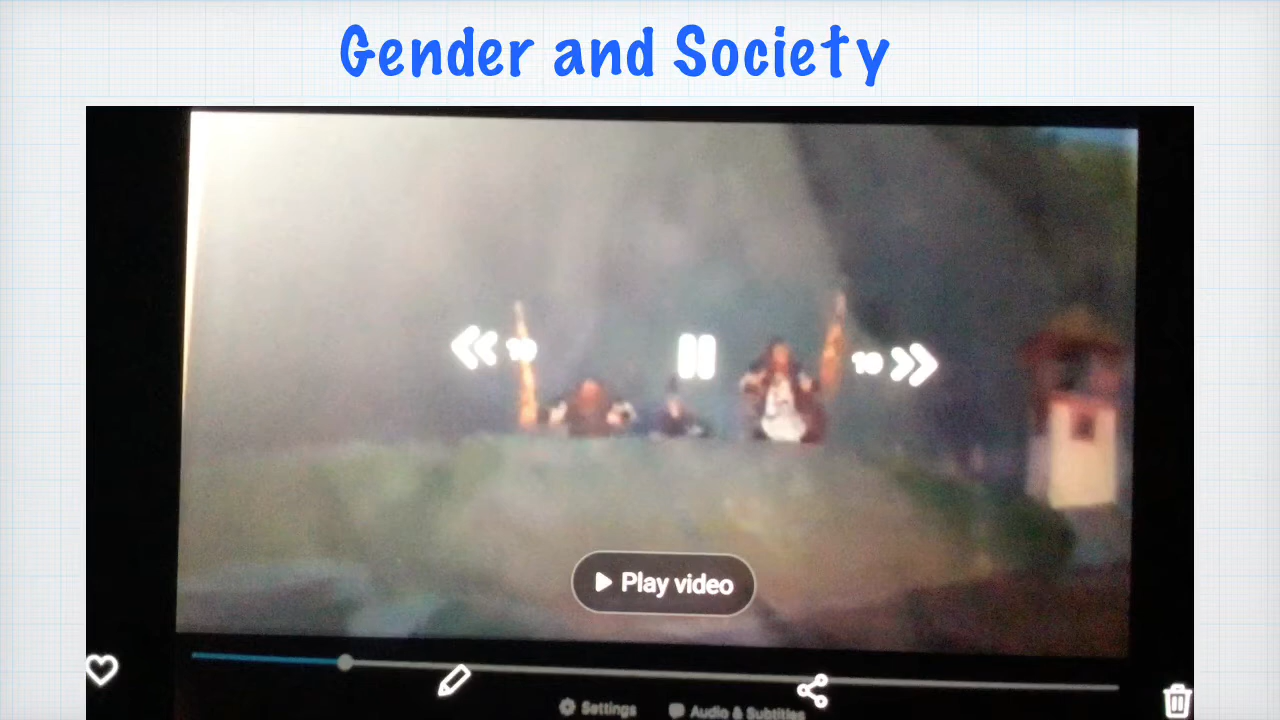 Gender and Society
10
10
Play video
Settings
Audio & Subtitles